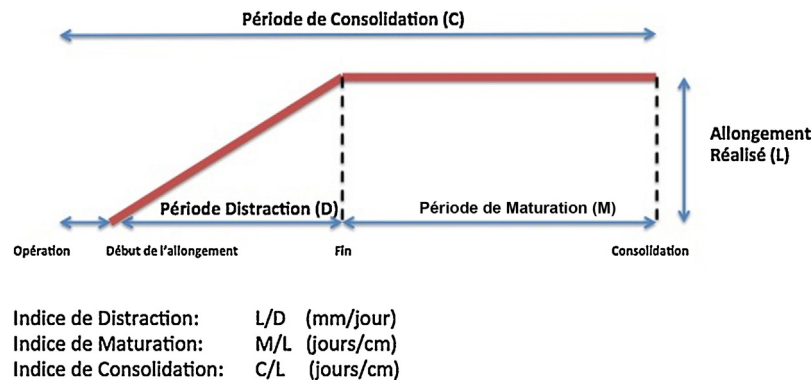 Période de Consolidation (C)
Allongement
Réalisé (L)
Période Distraction (D)
Période de Maturation (M)
Opération
Début de l'allongement
Fin
Consolidation
Indice de Distraction: L/D (mm/jour)
Indice de Maturation: M/L (jours/cm)
Indice de Consolidation: C/L (jours/cm)